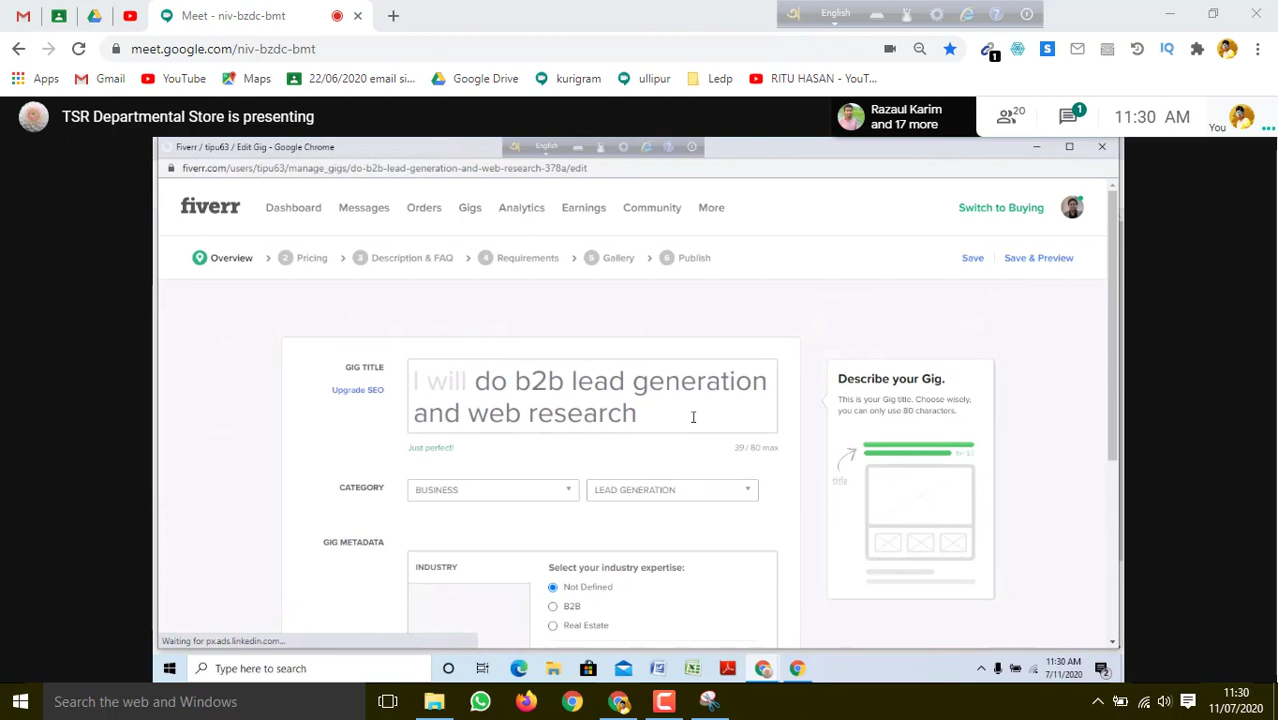 Meet - niv-bzdc-bmt
English
meet.google.com/niv-bzdc-bmt
1
IQ
Apps
Gmail
YouTube
Maps
22/06/2020 email si...
Google Drive
kurigram
ullipur
Ledp
RITU HASAN - YouT...
TSR Departmental Store is presenting
Razaul Karim
and 17 more
20
1
11:30 AM
You
Fiverr / tipu63 / Edit Gig - Google Chrome
English
fiverr.com/users/tipu63/manage_gigs/do-b2b-lead-generation-and-web-research-378a/edit
fiverr
Dashboard
Messages
Orders
Gigs
Analytics
Earnings
Community
More
Switch to Buying
Overview
2 Pricing
3 Description & FAQ
4 Requirements
5 Gallery
6 Publish
Save
Save & Preview
GIG TITLE
Upgrade SEO
I will do b2b lead generation
and web research
Just perfect!
39 / 80 max
Describe your Gig.
This is your Gig title. Choose wisely,
you can only use 80 characters.
title
CATEGORY
BUSINESS
LEAD GENERATION
GIG METADATA
INDUSTRY
Select your industry expertise:
Not Defined
B2B
Real Estate
Waiting for px.ads.linkedin.com...
Type here to search
11:30 AM
7/11/2020
2
Search the web and Windows
11:30
11/07/2020